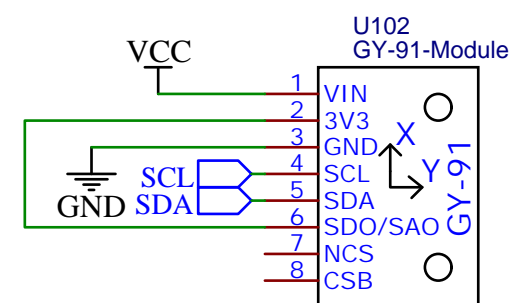 U102
GY-91-Module
VCC
1 VIN
2 3V3
3 GND
4 SCL
5 SDA
6 SDO/SAO
7 NCS
8 CSB
SCL
SDA
GND
X
Y
GY-91